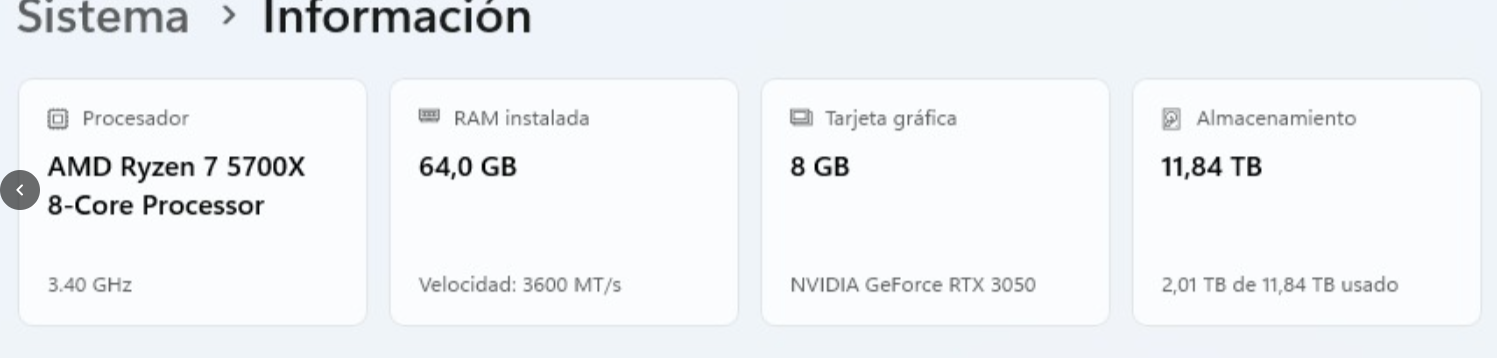 Sistema > Información
Procesador
AMD Ryzen 7 5700X
8-Core Processor
3.40 GHz
RAM instalada
64,0 GB
Velocidad: 3600 MT/s
Tarjeta gráfica
8 GB
NVIDIA GeForce RTX 3050
Almacenamiento
11,84 TB
2,01 TB de 11,84 TB usado